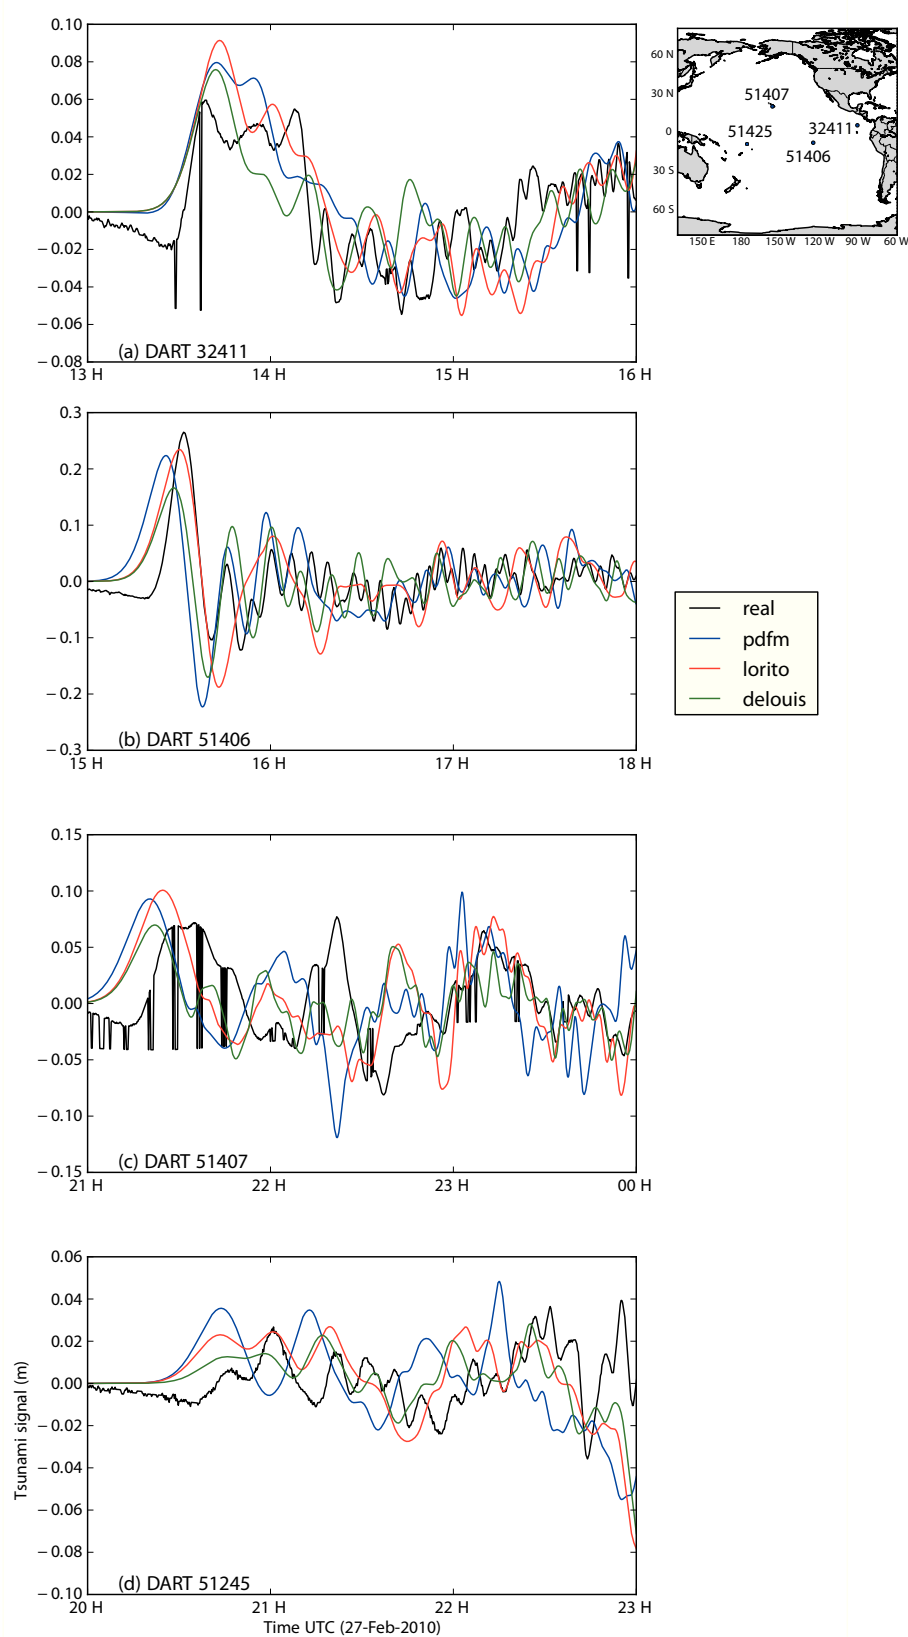 0.10
0.08
0.06
0.04
0.02
0.00
−0.02
−0.04
−0.06
−0.08
(a) DART 32411
13 H 14 H 15 H 16 H
60 N
30 N
0
30 S
60 S
51407
51425
32411
51406
150 E 180 150 W 120 W 90 W 60 W
0.3
0.2
0.1
0.0
−0.1
−0.2
−0.3
(b) DART 51406
15 H 16 H 17 H 18 H
real
pdfm
lorito
delouis
0.15
0.10
0.05
0.00
−0.05
−0.10
−0.15
(c) DART 51407
21 H 22 H 23 H 00 H
0.06
0.04
0.02
0.00
−0.02
−0.04
−0.06
−0.08
−0.10
Tsunami signal (m)
(d) DART 51245
20 H 21 H 22 H 23 H
Time UTC (27-Feb-2010)